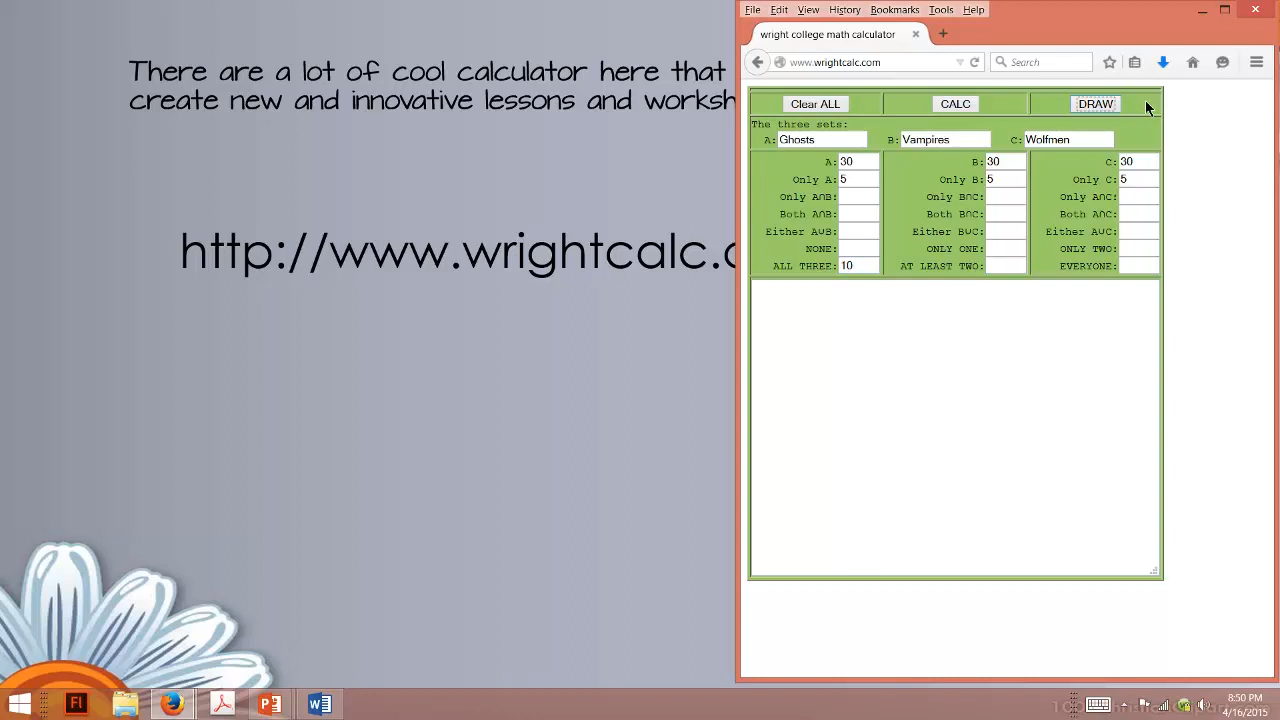 There are a lot of cool calculator here that
create new and innovative lessons and worksh
http://www.wrightcalc.
File Edit View History Bookmarks Tools Help
wright college math calculator
www.wrightcalc.com
Search
Clear ALL CALC DRAW
The three sets:
A: Ghosts B: Vampires C: Wolfmen
A: 30 B: 30 C: 30
Only A: 5 Only B: 5 Only C: 5
Only A∩B: Only B∩C: Only A∩C:
Both A∩B: Both B∩C: Both A∩C:
Either A∪B: Either B∪C: Either A∪C:
NONE: ONLY ONE: ONLY TWO:
ALL THREE: 10 AT LEAST TWO: EVERYONE:
Fl
8:50 PM
4/16/2015